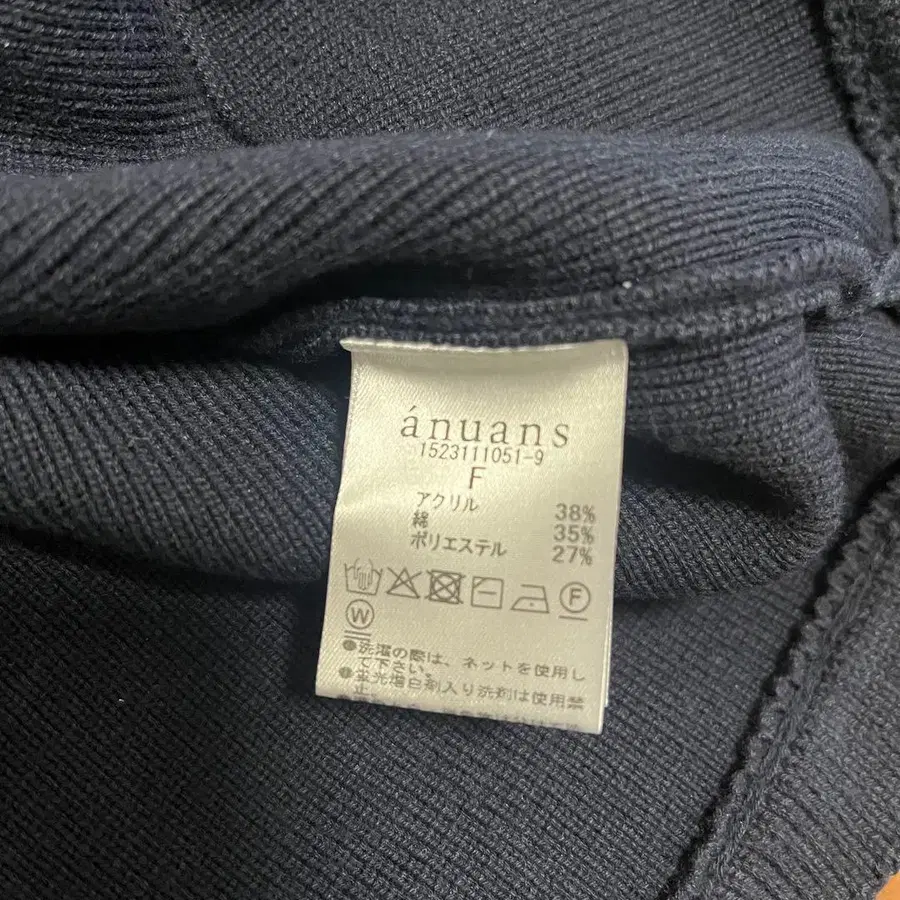 ánuans
1523111051-9
F
アクリル 38%
綿 35%
ポリエステル 27%
F
W
洗濯の際は、ネットを使用し
て下さい。
蛍光増白剤入り洗剤は使用禁
止